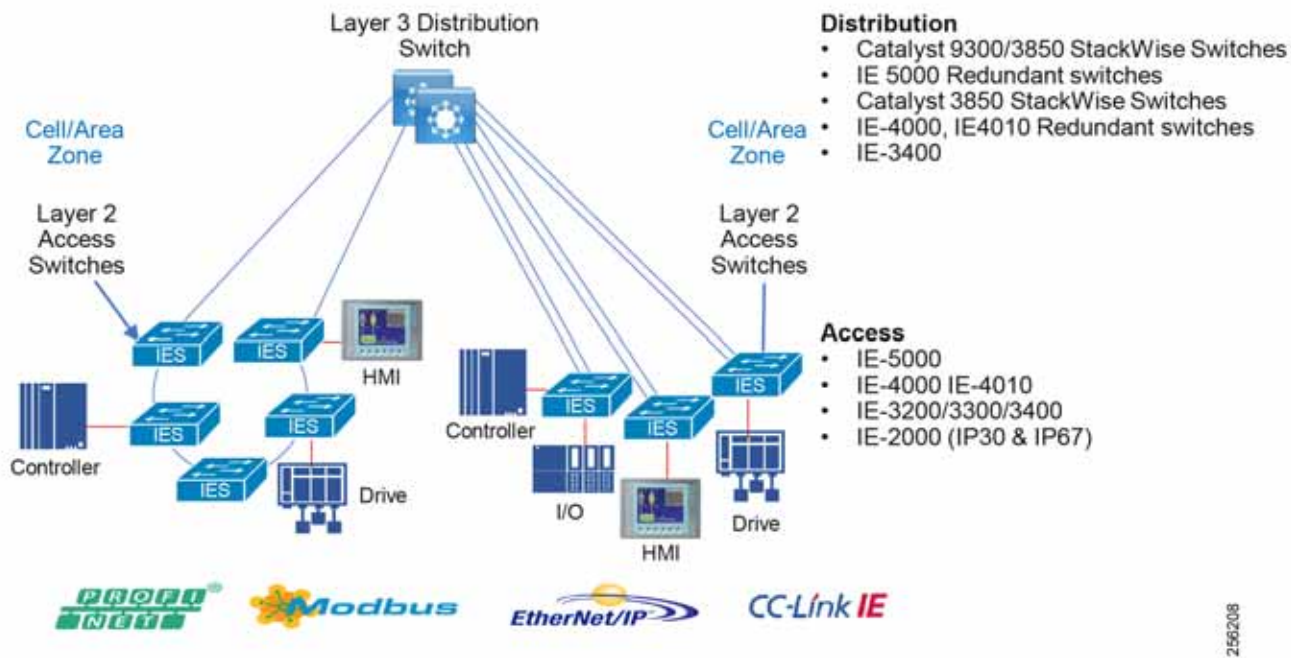 Layer 3 Distribution
Switch
Distribution
• Catalyst 9300/3850 StackWise Switches
• IE 5000 Redundant switches
• Catalyst 3850 StackWise Switches
• IE-4000, IE4010 Redundant switches
• IE-3400
Cell/Area
Zone
Cell/Area
Zone
Layer 2
Access
Switches
Layer 2
Access
Switches
IES
IES
HMI
IES
IES
IES
Controller
Drive
IES
IES
IES
Controller
I/O
HMI
Drive
Access
• IE-5000
• IE-4000 IE-4010
• IE-3200/3300/3400
• IE-2000 (IP30 & IP67)
PROFI
NET®
Modbus
EtherNet/IP
CC-Link IE
256208